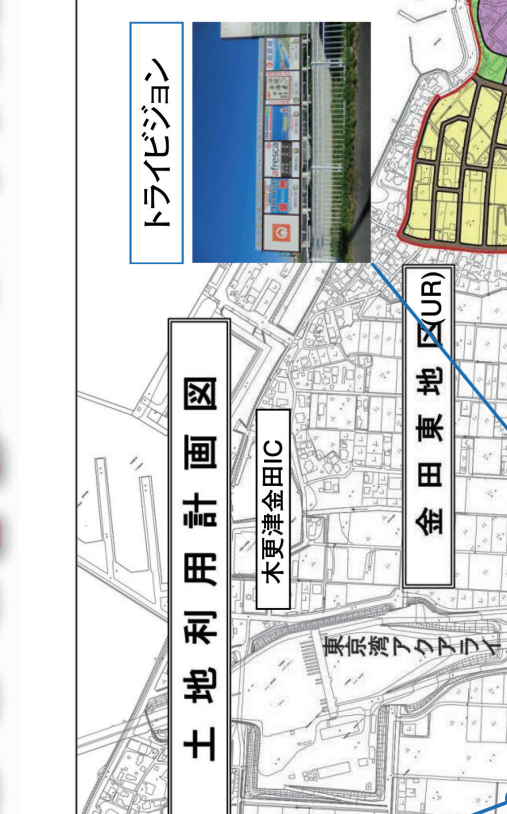 トライビジョン
土地利用計画図
木更津金田IC
金田東地区(UR)
東京湾アクアライ
afresca